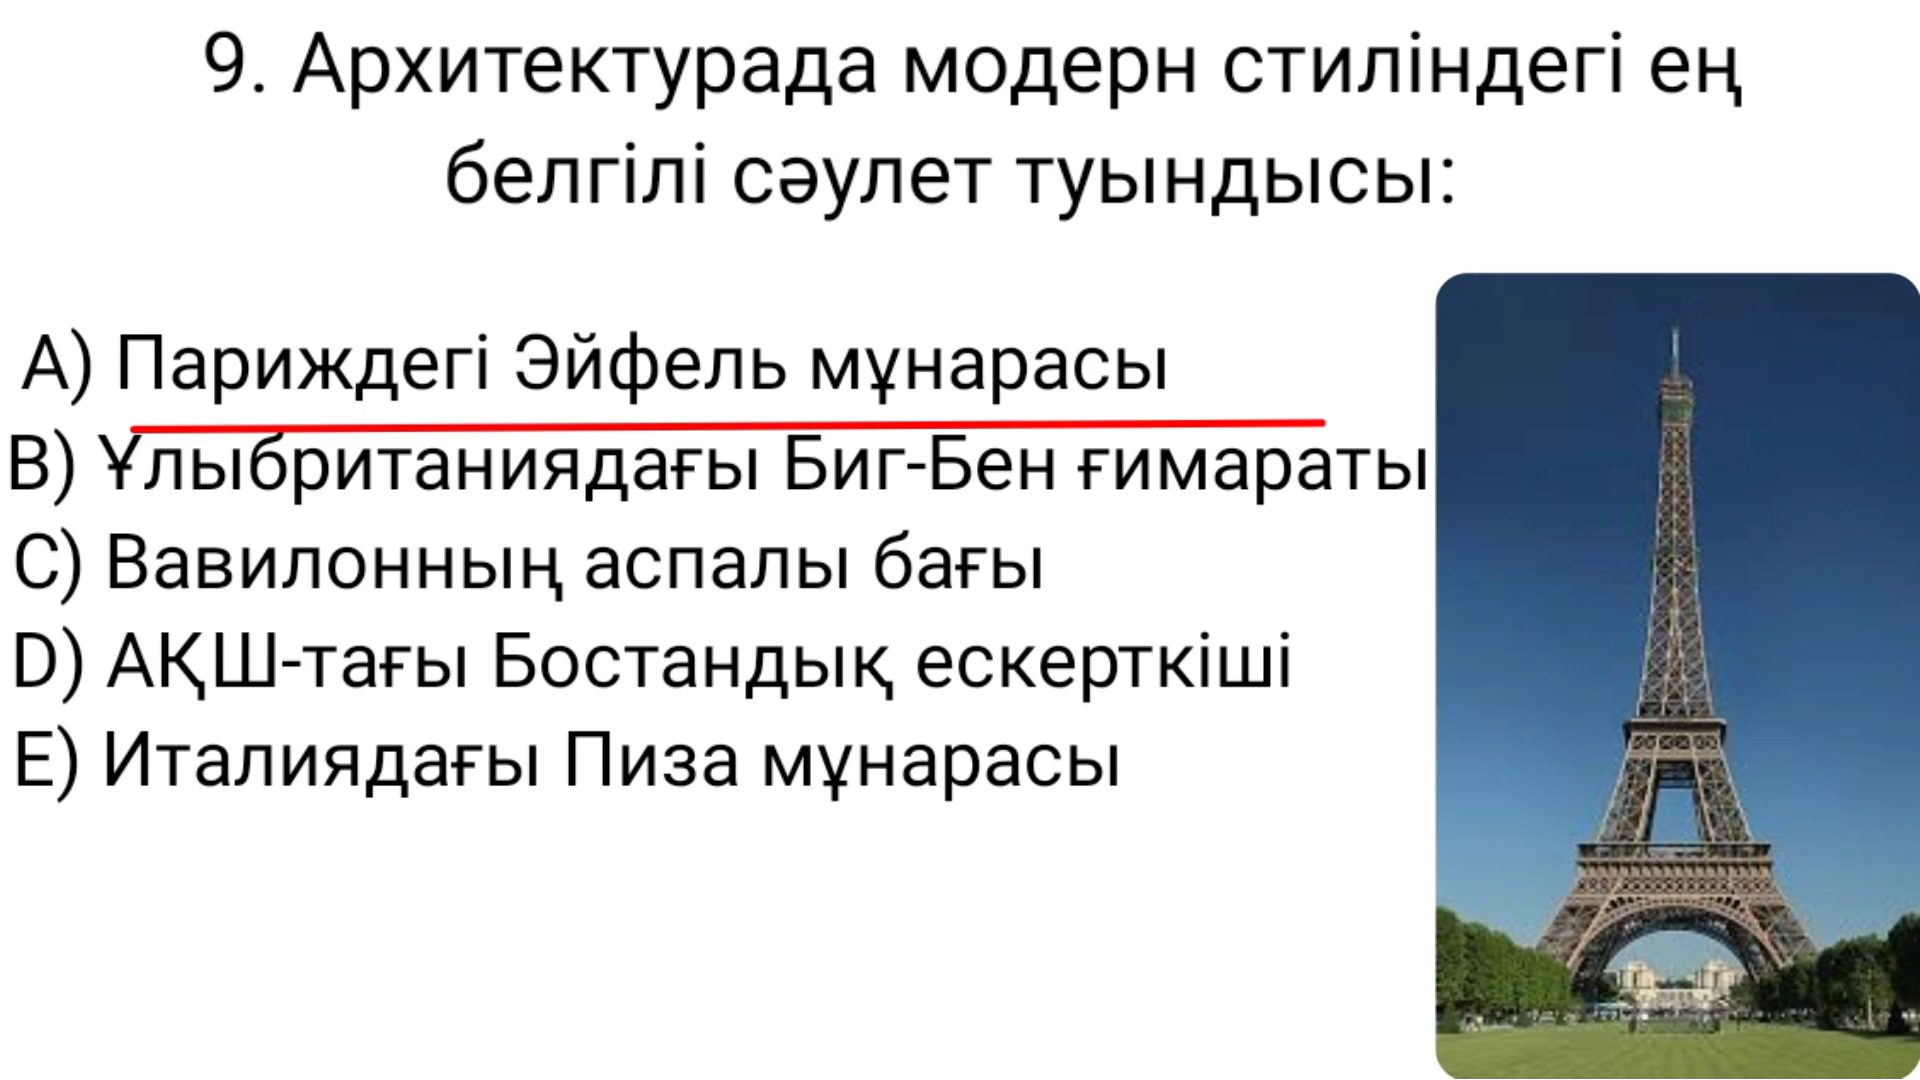 9. Архитектурада модерн стиліндегі ең
белгілі сәулет туындысы:
A) Париждегі Эйфель мұнарасы
B) Ұлыбританиядағы Биг-Бен ғимараты
C) Вавилонның аспалы бағы
D) АҚШ-тағы Бостандық ескерткіші
E) Италиядағы Пиза мұнарасы